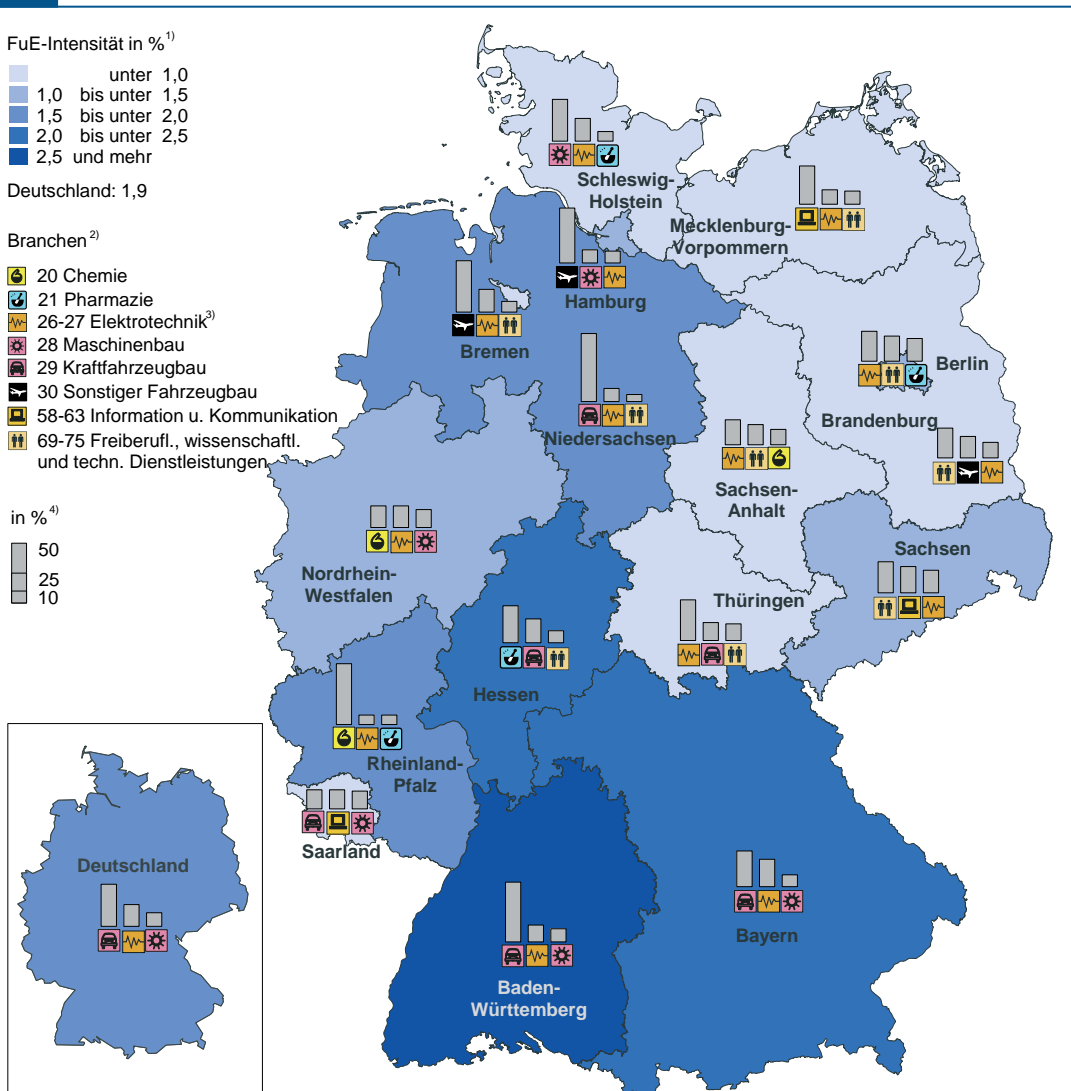 FuE-Intensität in %1)
unter 1,0
1,0 bis unter 1,5
1,5 bis unter 2,0
2,0 bis unter 2,5
2,5 und mehr
Deutschland: 1,9
Branchen2)
20 Chemie
21 Pharmazie
26-27 Elektrotechnik3)
28 Maschinenbau
29 Kraftfahrzeugbau
30 Sonstiger Fahrzeugbau
58-63 Information u. Kommunikation
69-75 Freiberufl., wissenschaftl.
und techn. Dienstleistungen
in %4)
50
25
10
Schleswig-
Holstein
Mecklenburg-
Vorpommern
Hamburg
Bremen
Niedersachsen
Berlin
Brandenburg
Sachsen-
Anhalt
Nordrhein-
Westfalen
Sachsen
Thüringen
Hessen
Rheinland-
Pfalz
Saarland
Bayern
Baden-
Württemberg
Deutschland